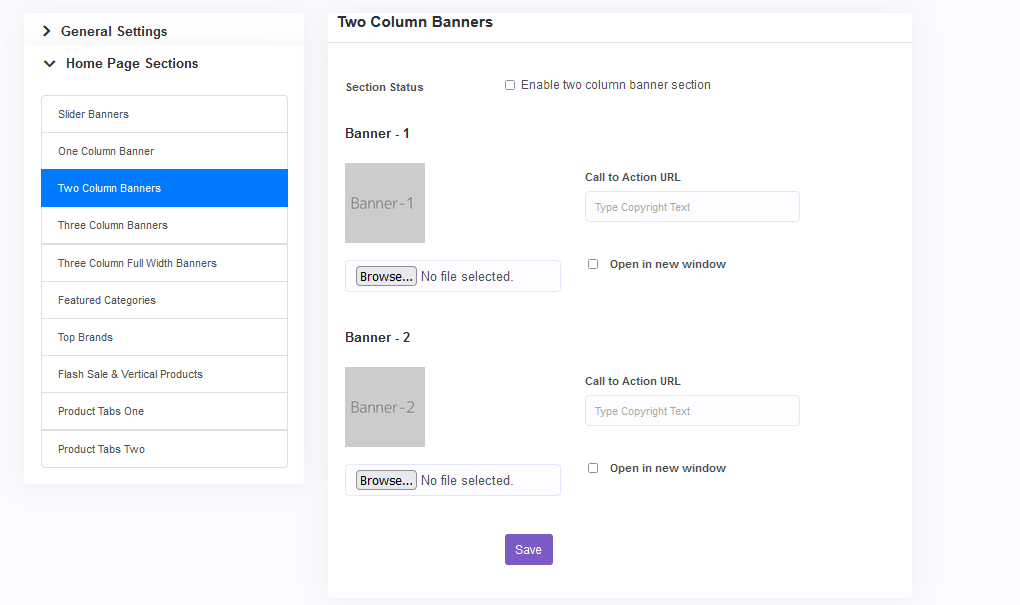 General Settings
Home Page Sections
Slider Banners
One Column Banner
Two Column Banners
Three Column Banners
Three Column Full Width Banners
Featured Categories
Top Brands
Flash Sale & Vertical Products
Product Tabs One
Product Tabs Two
Two Column Banners
Section Status
Enable two column banner section
Banner - 1
Banner-1
Call to Action URL
Type Copyright Text
Browse... No file selected.
Open in new window
Banner - 2
Banner-2
Call to Action URL
Type Copyright Text
Browse... No file selected.
Open in new window
Save